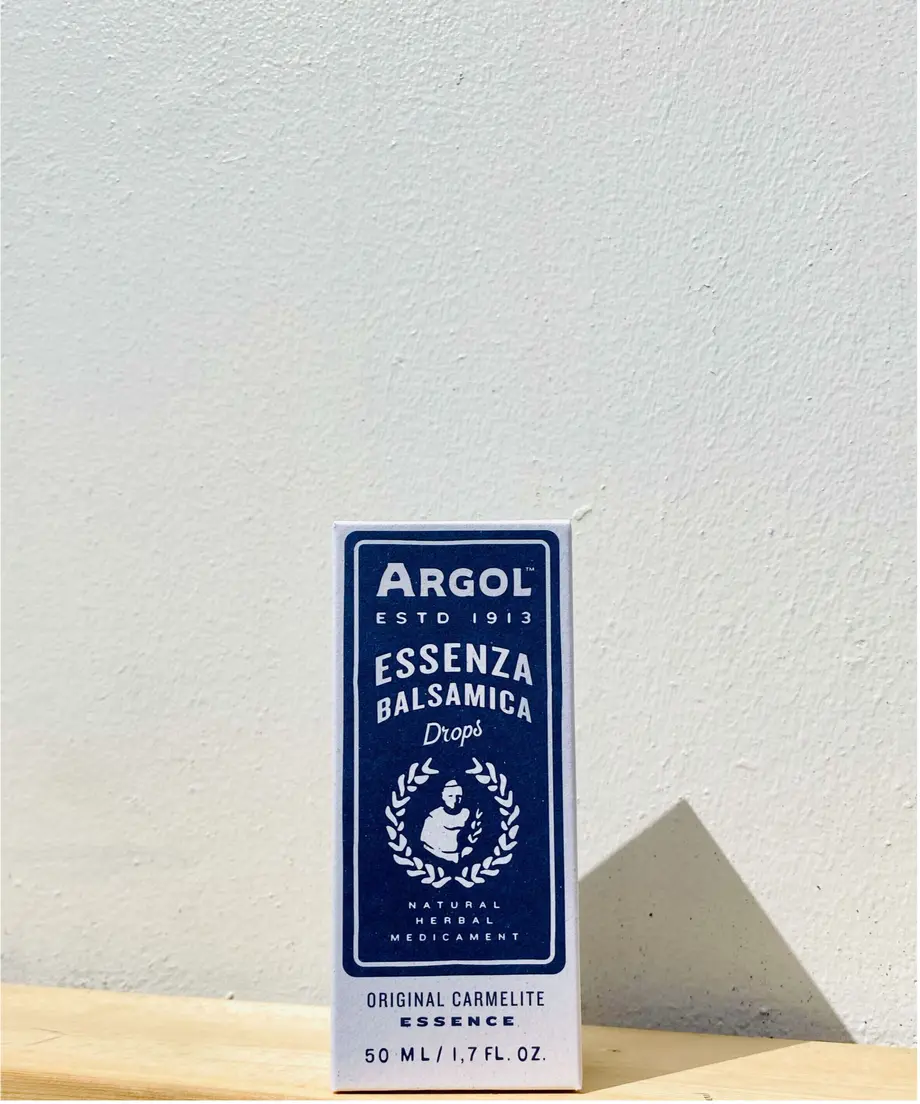 ARGOL™
ESTD 1913
ESSENZA
BALSAMICA
Drops
NATURAL
HERBAL
MEDICAMENT
ORIGINAL CARMELITE
ESSENCE
50 ML / 1,7 FL. OZ.